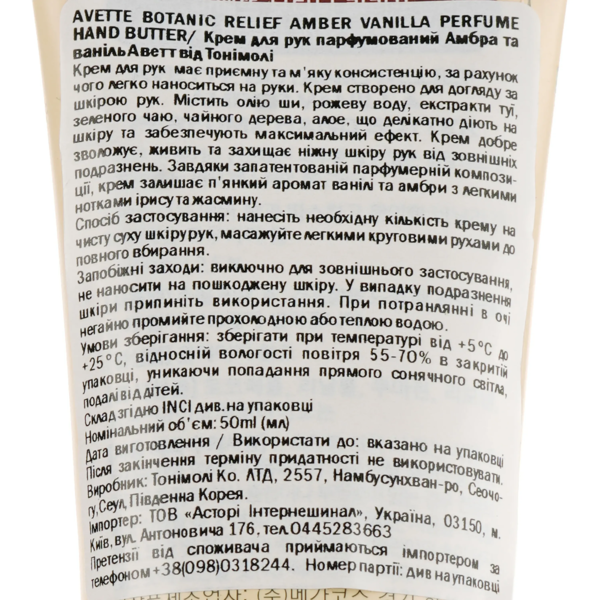 AVETTE BOTANIC RELIEF AMBER VANILLA PERFUME
HAND BUTTER/ Крем для рук парфумований Амбра та
ваніль Аветт від Тонімолі
Крем для рук має приємну та м'яку консистенцію, за рахунок
чого легко наноситься на руки. Крем створено для догляду за
шкірою рук. Містить олію ши, рожеву воду, екстракти туї,
зеленого чаю, чайного дерева, алое, що делікатно діють на
шкіру та забезпечують максимальний ефект. Крем добре
зволожує, живить та захищає ніжну шкіру рук від зовнішніх
подразнень. Завдяки запатентованій парфумерній компози-
ції, крем залишає п'янкий аромат ванілі та амбри з легкими
нотками ірису та жасмину.
Спосіб застосування: нанесіть необхідну кількість крему на
чисту суху шкіру рук, масажуйте легкими круговими рухами до
повного вбирання.
Запобіжні заходи: виключно для зовнішнього застосування,
не наносити на пошкоджену шкіру. У випадку подразнення
шкіри припиніть використання. При потраплянні в очі
негайно промийте прохолодною або теплою водою.
Умови зберігання: зберігати при температурі від +5°С до
+25°С, відносній вологості повітря 55-70% в закритій
упаковці, уникаючи попадання прямого сонячного світла,
подалі від дітей.
Склад згідно INCI див. на упаковці
Номінальний об'єм: 50ml (мл)
Дата виготовлення / Використати до: вказано на упаковці
Після закінчення терміну придатності не використовувати.
Виробник: Тонімолі Ко. ЛТД, 2557, Намбусунхван-ро, Сеочо-
гу, Сеул, Південна Корея.
Імпортер: ТОВ «Асторі Інтернешинал», Україна, 03150, м.
Київ, вул. Антоновича 176, тел. 0445283663
Претензії від споживача приймаються імпортером за
телефоном +38(098)0318244. Номер партії: див на упаковці